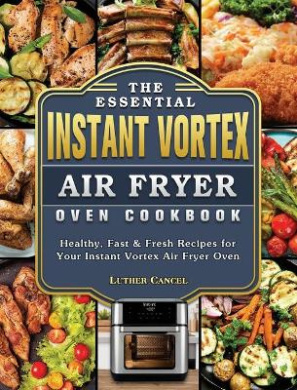 THE
ESSENTIAL
INSTANT VORTEX
AIR FRYER
OVEN COOKBOOK
Healthy, Fast & Fresh Recipes for
Your Instant Vortex Air Fryer Oven
LUTHER CANCEL